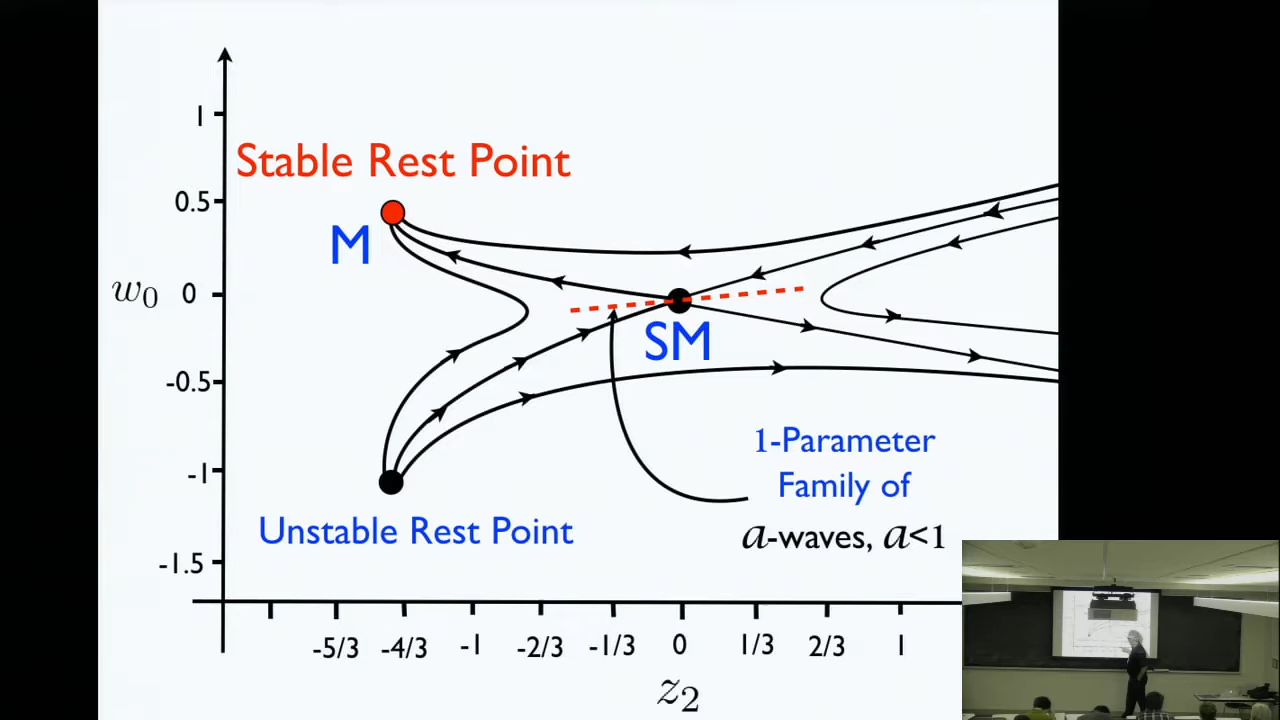 1
Stable Rest Point
0.5
M
w₀
0
SM
-0.5
1-Parameter
Family of
-1
Unstable Rest Point
a-waves, a<1
-1.5
-5/3 -4/3 -1 -2/3 -1/3 0 1/3 2/3 1
z₂